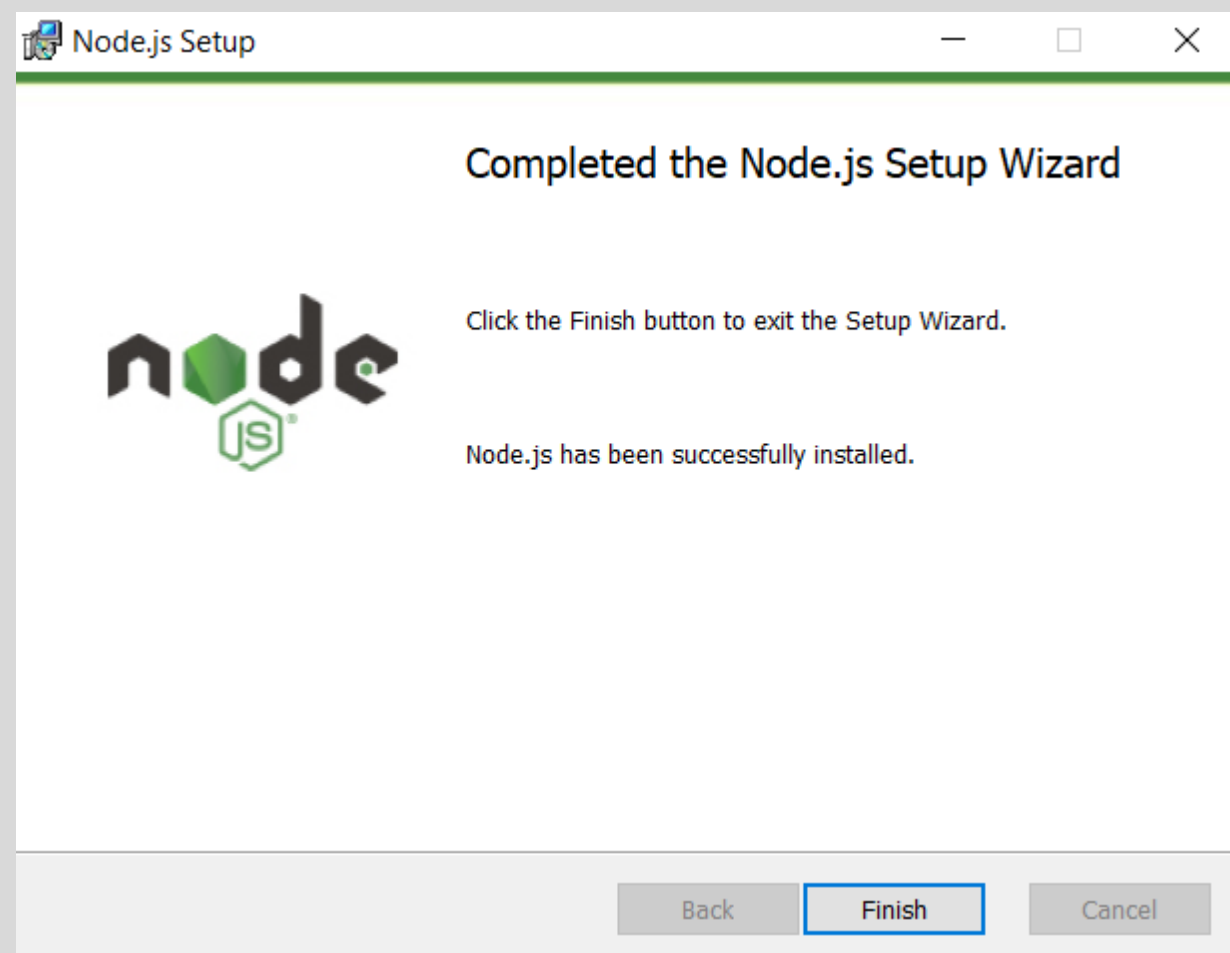 Node.js Setup
Completed the Node.js Setup Wizard
Click the Finish button to exit the Setup Wizard.
node
JS®
Node.js has been successfully installed.
Back Finish Cancel